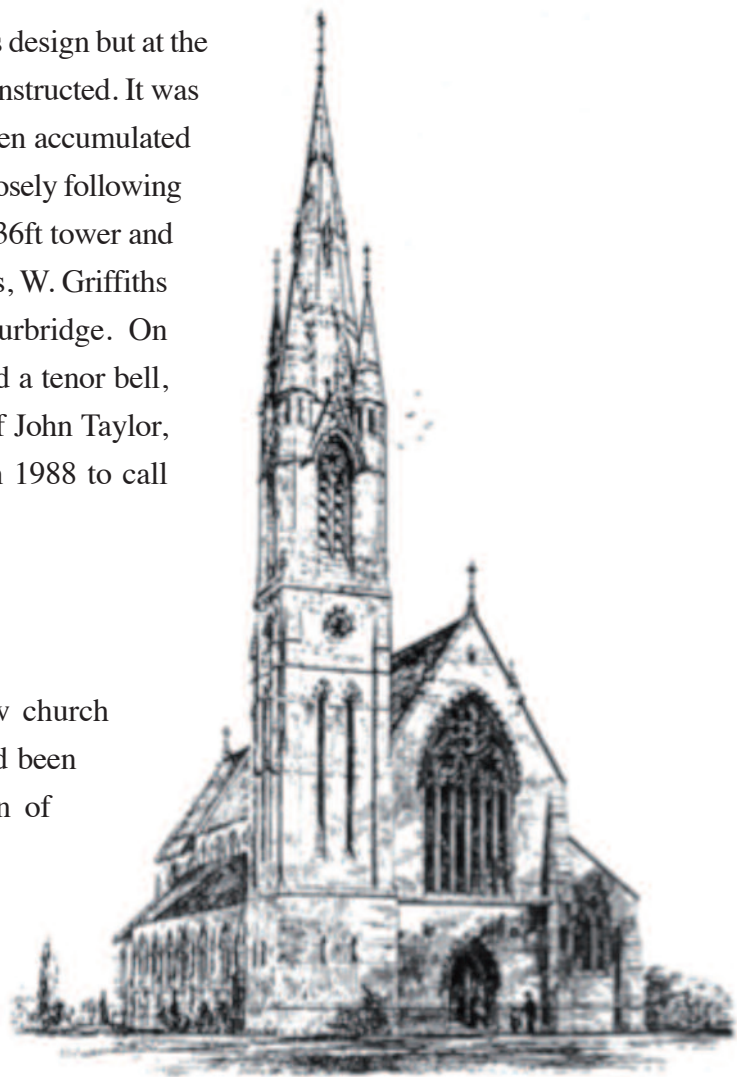 s design but at the
nstructed. It was
en accumulated
osely following
36ft tower and
s, W. Griffiths
urbridge. On
d a tenor bell,
f John Taylor,
n 1988 to call
w church
d been
n of